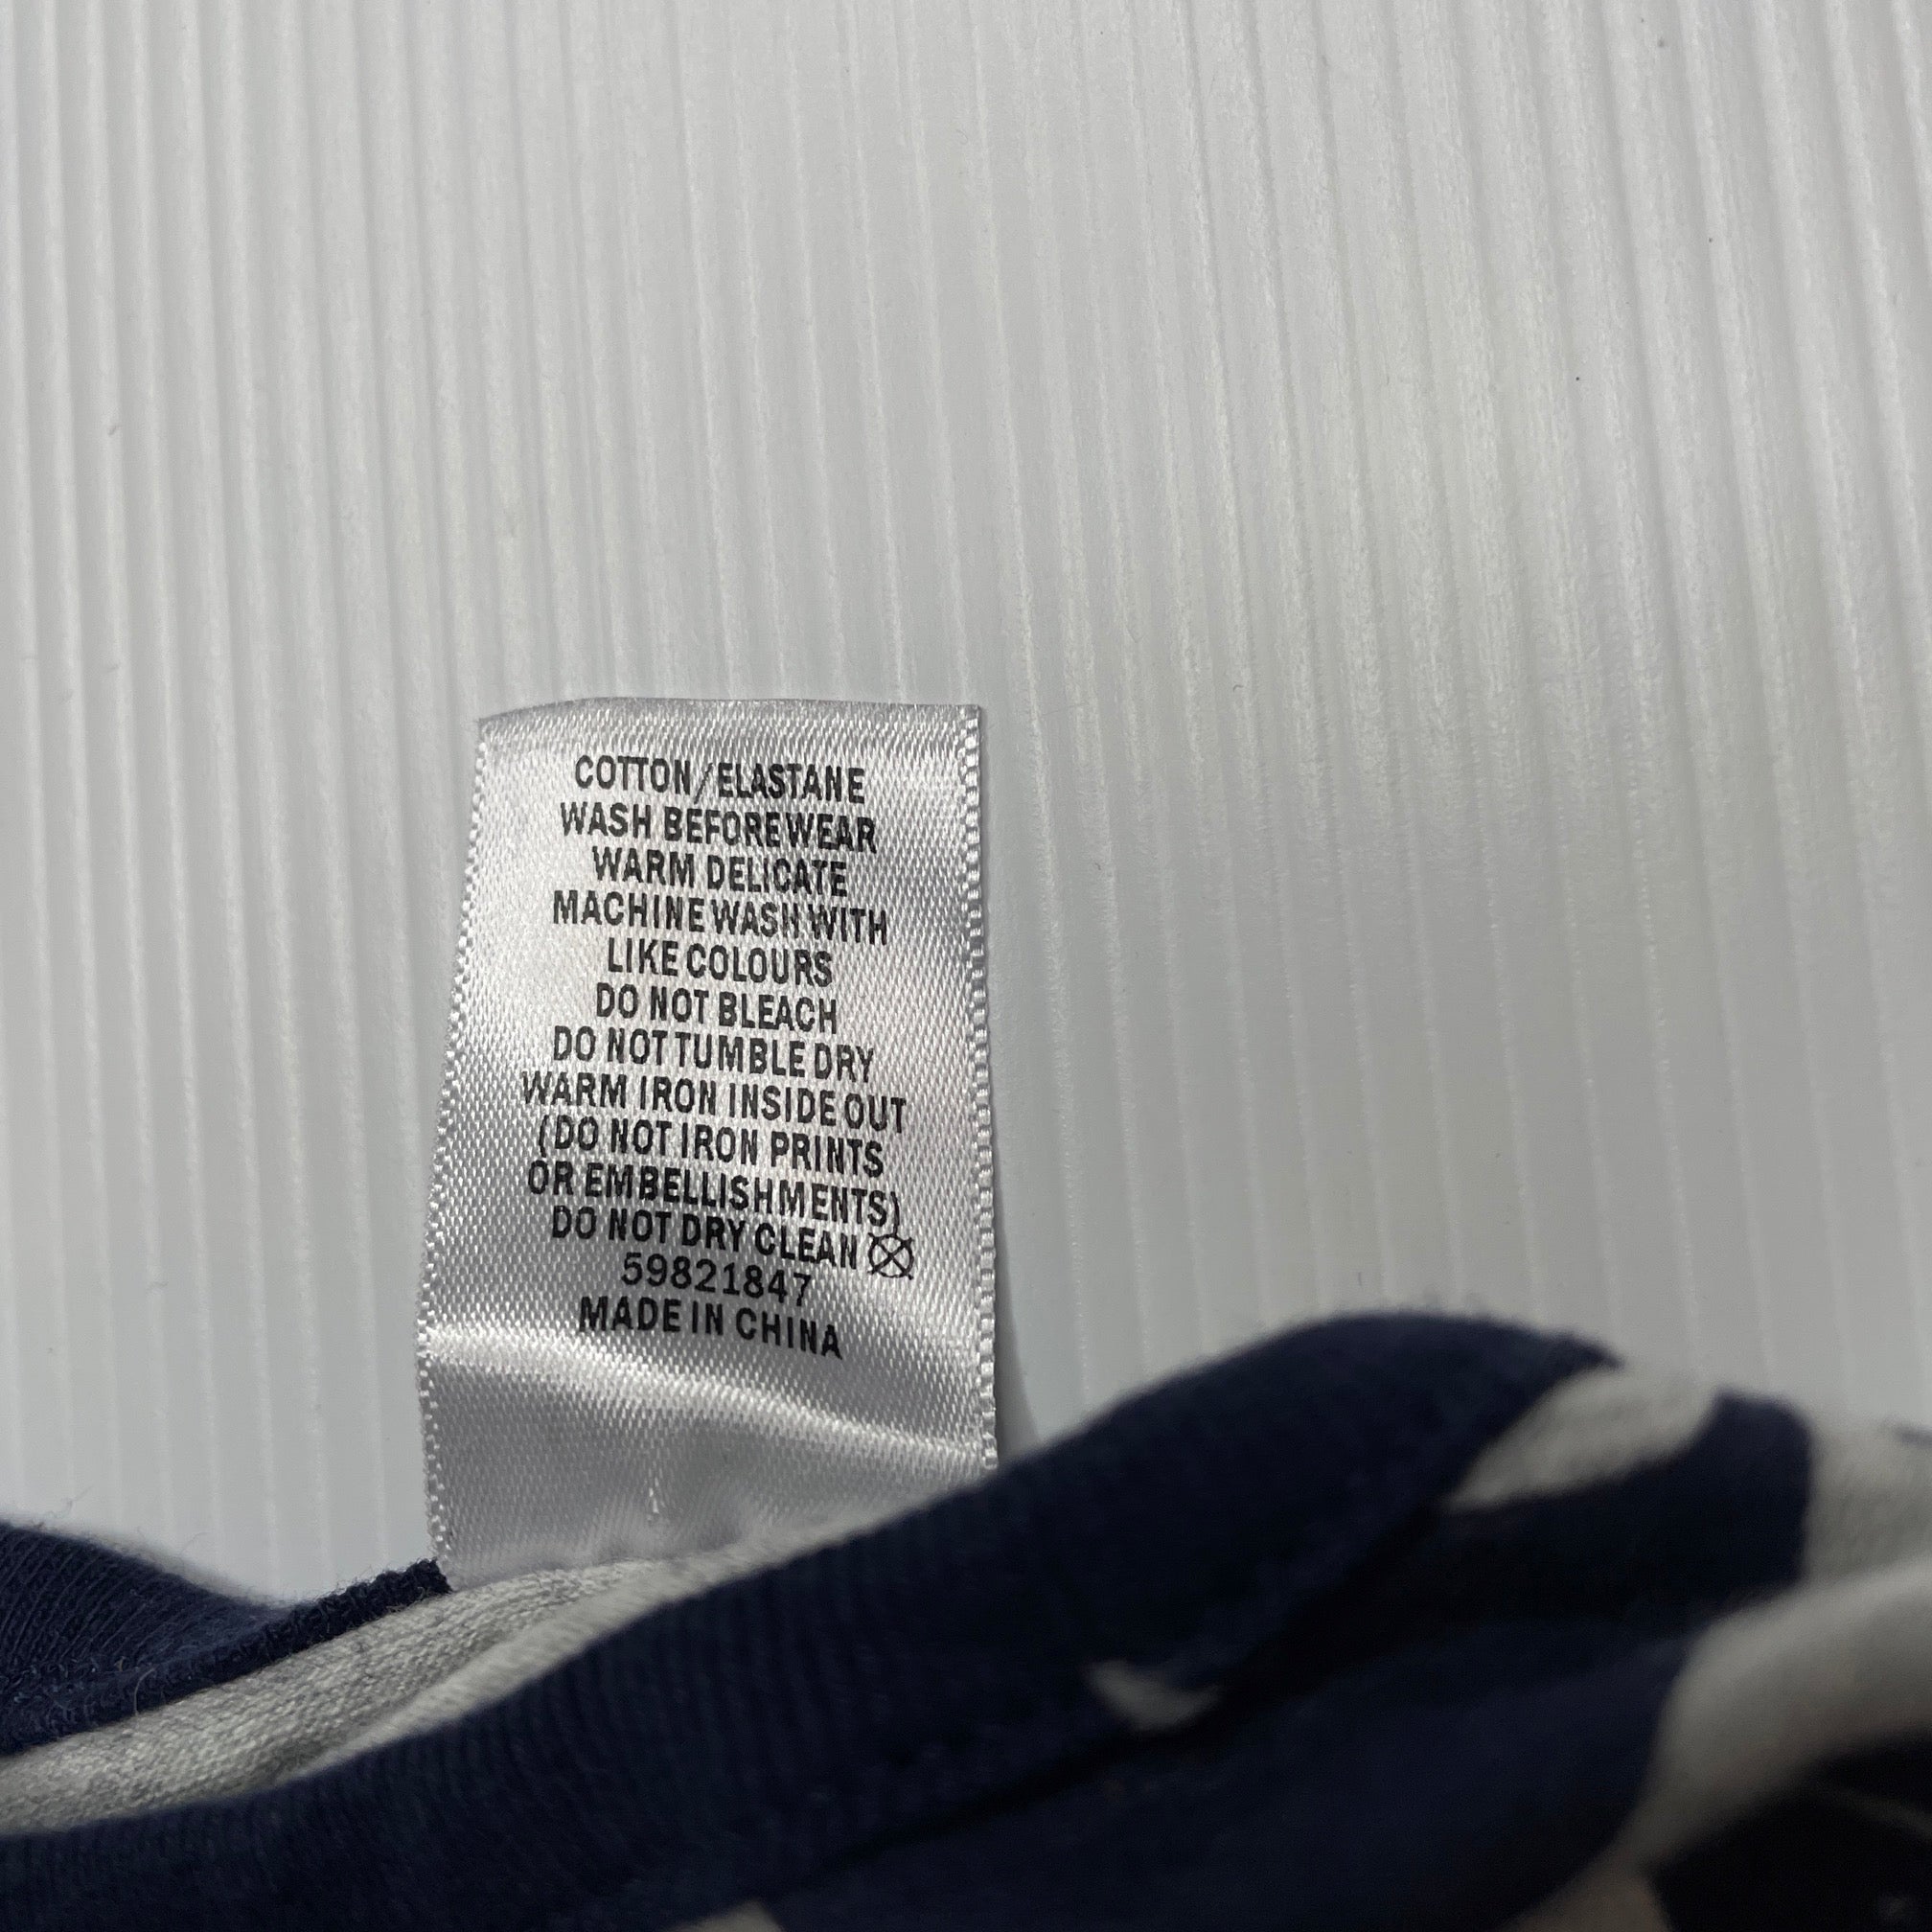 COTTON/ELASTANE
WASH BEFORE WEAR
WARM DELICATE
MACHINE WASH WITH
LIKE COLOURS
DO NOT BLEACH
DO NOT TUMBLE DRY
WARM IRON INSIDE OUT
(DO NOT IRON PRINTS
OR EMBELLISHMENTS)
DO NOT DRY CLEAN
59821847
MADE IN CHINA